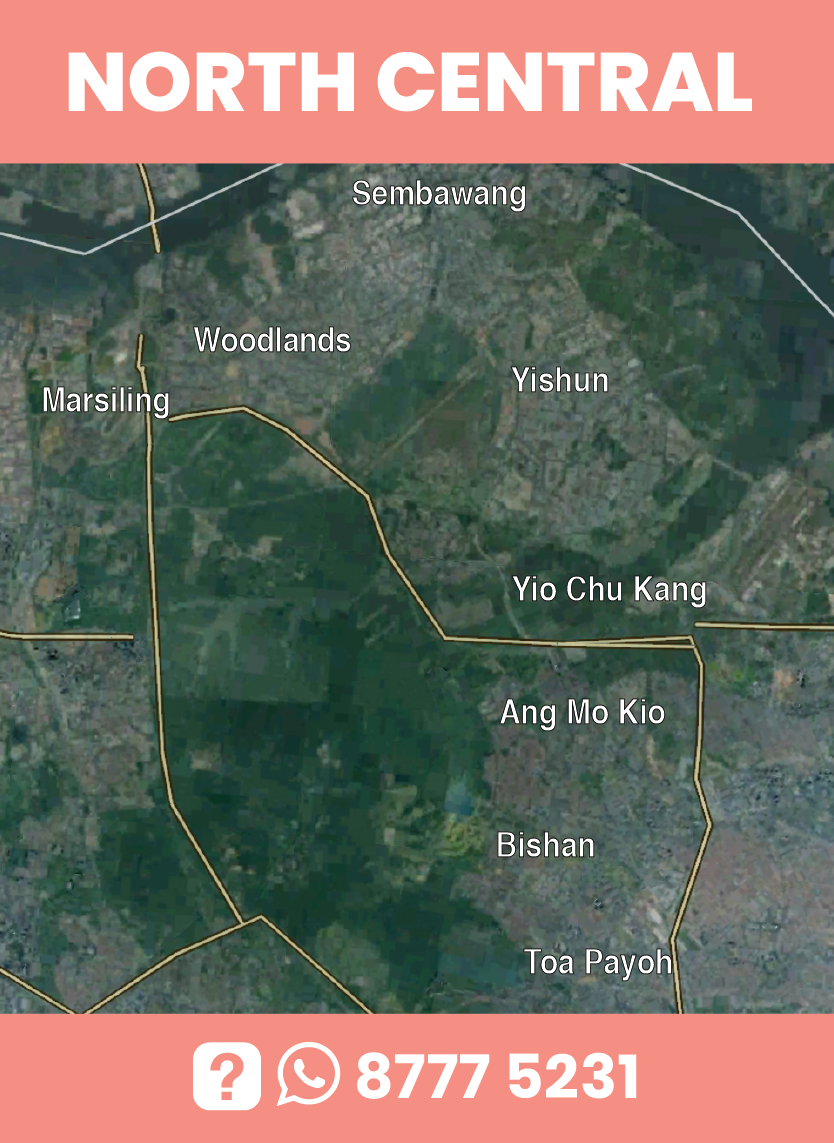 NORTH CENTRAL
Sembawang
Woodlands
Yishun
Marsiling
Yio Chu Kang
Ang Mo Kio
Bishan
Toa Payoh
? 8777 5231